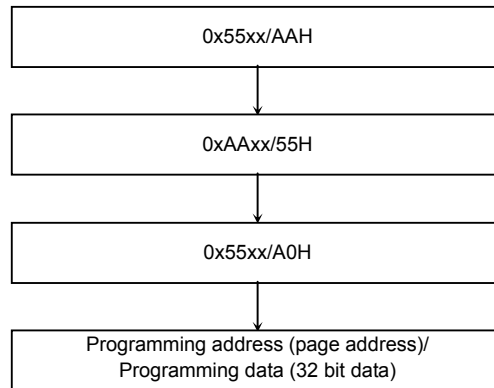 0x55xx/AAH
0xAAxx/55H
0x55xx/A0H
Programming address (page address)/
Programming data (32 bit data)